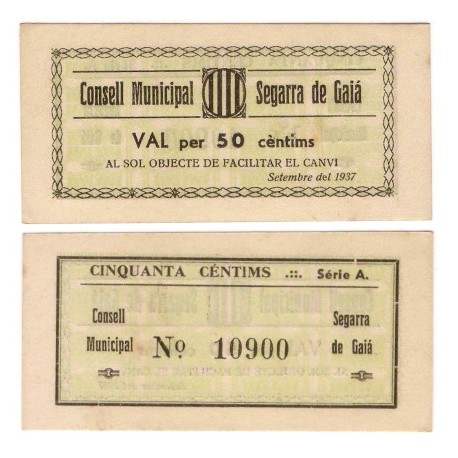 Consell Municipal Segarra de Gaiá
VAL per 50 cèntims
AL SOL OBJECTE DE FACILITAR EL CANVI
Setembre del 1937
CINQUANTA CÉNTIMS .::. Série A.
Consell Segarra
Municipal Nº 10900 de Gaiá